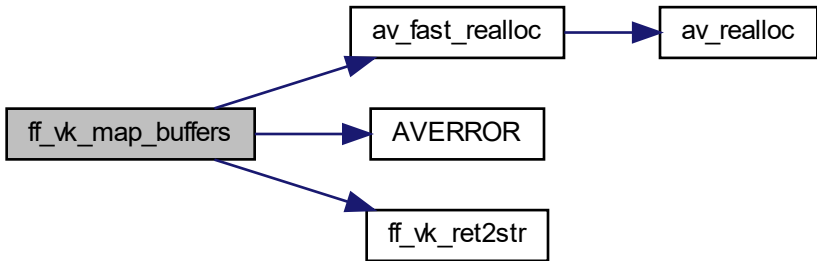 av_fast_realloc
av_realloc
ff_vk_map_buffers
AVERROR
ff_vk_ret2str